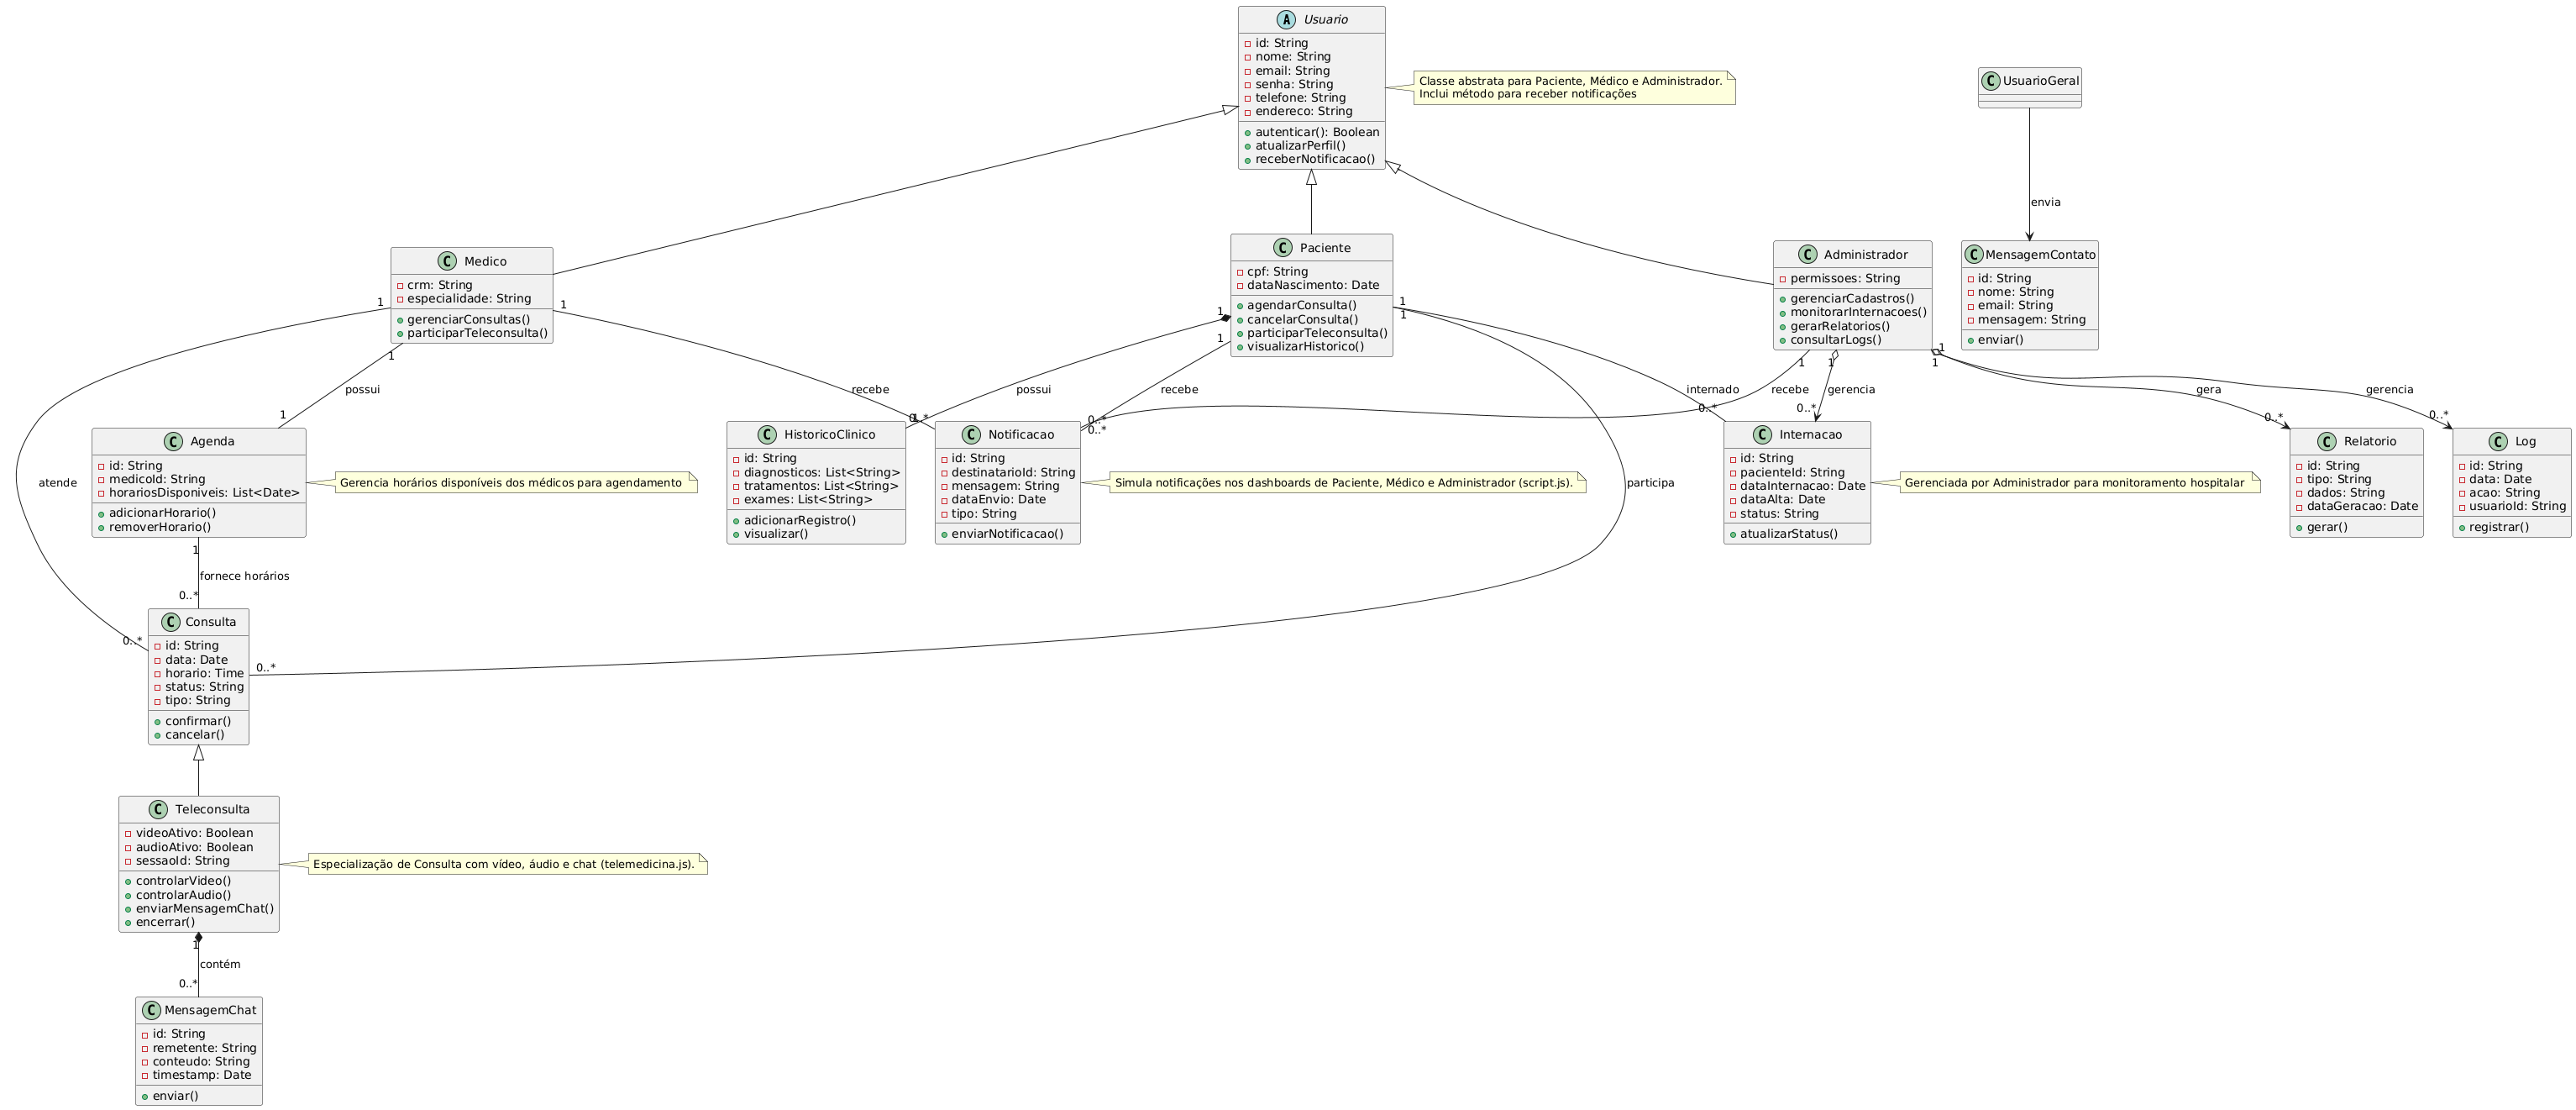 Usuario
id: String
nome: String
email: String
senha: String
telefone: String
endereco: String
autenticar(): Boolean
atualizarPerfil()
receberNotificacao()
Classe abstrata para Paciente, Médico e Administrador.
Inclui método para receber notificações
UsuarioGeral
envia
Medico
crm: String
especialidade: String
gerenciarConsultas()
participarTeleconsulta()
Paciente
cpf: String
dataNascimento: Date
agendarConsulta()
cancelarConsulta()
participarTeleconsulta()
visualizarHistorico()
Administrador
permissoes: String
gerenciarCadastros()
monitorarInternacoes()
gerarRelatorios()
consultarLogs()
MensagemContato
id: String
nome: String
email: String
mensagem: String
enviar()
1
1
1
1
1
1
1
1
1
1
1
possui
recebe
possui
recebe
internado
recebe
gerencia
gera
gerencia
1
1
0..*
0..*
0..*
0..*
0..*
0..*
0..*
Agenda
id: String
medicoId: String
horariosDisponiveis: List<Date>
adicionarHorario()
removerHorario()
Gerencia horários disponíveis dos médicos para agendamento
HistoricoClinico
id: String
diagnosticos: List<String>
tratamentos: List<String>
exames: List<String>
adicionarRegistro()
visualizar()
Notificacao
id: String
destinatarioId: String
mensagem: String
dataEnvio: Date
tipo: String
enviarNotificacao()
Simula notificações nos dashboards de Paciente, Médico e Administrador (script.js).
participa
Internacao
id: String
pacienteId: String
dataInternacao: Date
dataAlta: Date
status: String
atualizarStatus()
Gerenciada por Administrador para monitoramento hospitalar
Relatorio
id: String
tipo: String
dados: String
dataGeracao: Date
gerar()
Log
id: String
data: Date
acao: String
usuarioId: String
registrar()
atende
1
fornece horários
0..*
0..*
0..*
Consulta
id: String
data: Date
horario: Time
status: String
tipo: String
confirmar()
cancelar()
Teleconsulta
videoAtivo: Boolean
audioAtivo: Boolean
sessaoId: String
controlarVideo()
controlarAudio()
enviarMensagemChat()
encerrar()
Especialização de Consulta com vídeo, áudio e chat (telemedicina.js).
1
contém
0..*
MensagemChat
id: String
remetente: String
conteudo: String
timestamp: Date
enviar()